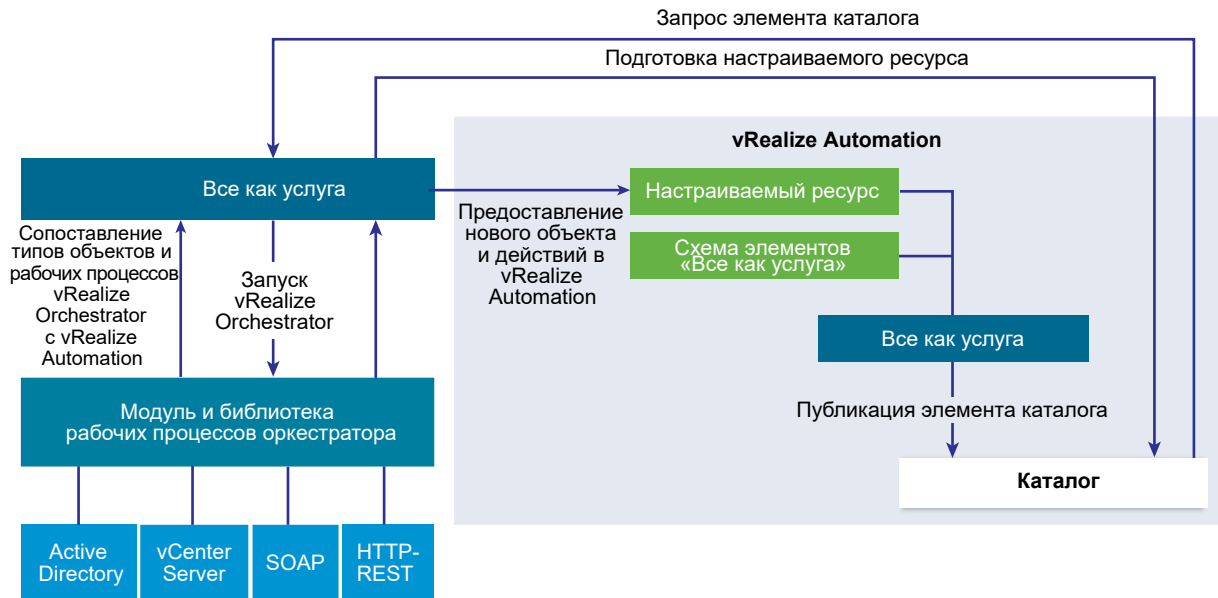 Запрос элемента каталога
Подготовка настраиваемого ресурса
vRealize Automation
Все как услуга
Настраиваемый ресурс
Предоставление
нового объекта
и действий в
vRealize
Automation
Схема элементов
«Все как услуга»
Сопоставление
типов объектов и
рабочих процессов
vRealize
Orchestrator
с vRealize
Automation
Запуск
vRealize
Orchestrator
Все как услуга
Модуль и библиотека
рабочих процессов оркестратора
Публикация элемента каталога
Каталог
Active
Directory
vCenter
Server
SOAP
HTTP-
REST